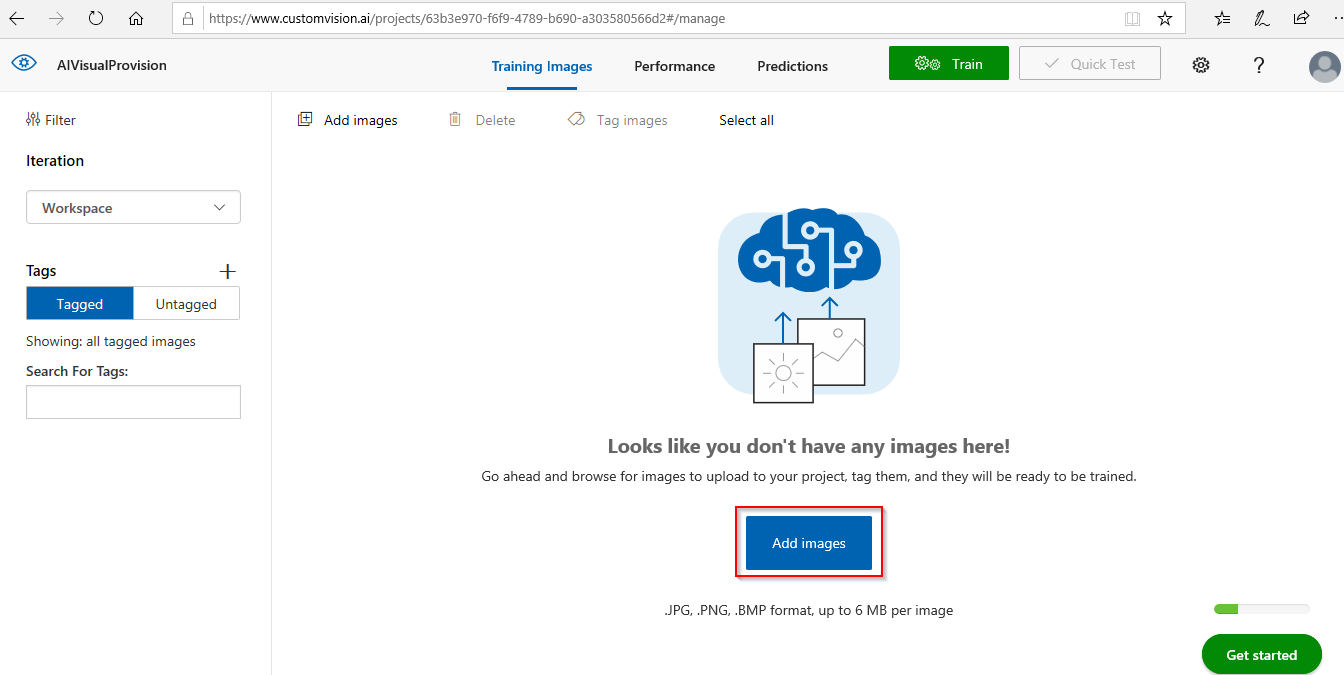 https://www.customvision.ai/projects/63b3e970-f6f9-4789-b690-a303580566d2#/manage
AIVisualProvision
Training Images
Performance
Predictions
Train
Quick Test
?
Filter
Add images
Delete
Tag images
Select all
Iteration
Workspace
Tags
Tagged
Untagged
Showing: all tagged images
Search For Tags:
Looks like you don't have any images here!
Go ahead and browse for images to upload to your project, tag them, and they will be ready to be trained.
Add images
.JPG, .PNG, .BMP format, up to 6 MB per image
Get started